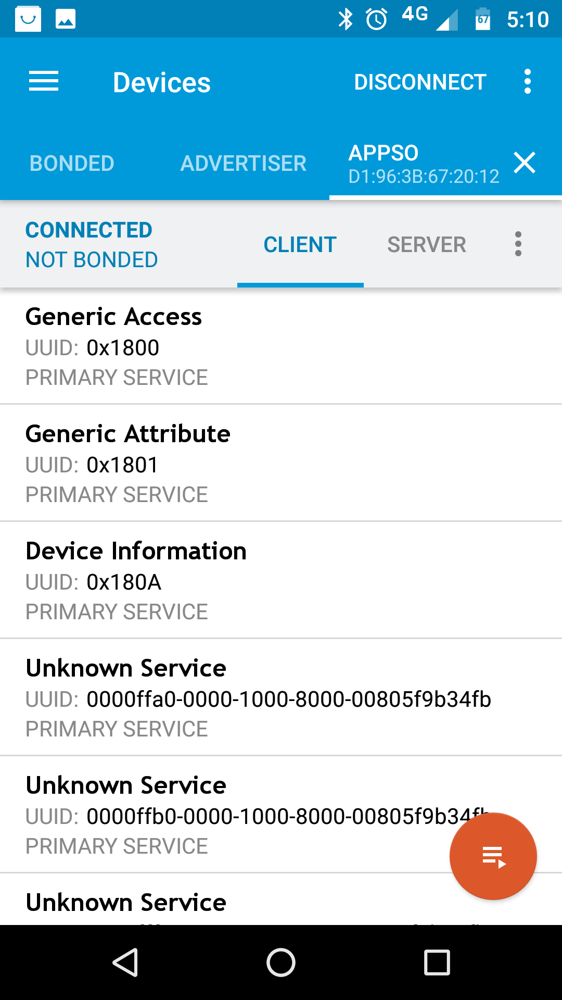 4G 67 5:10
Devices DISCONNECT
BONDED ADVERTISER APPSO
D1:96:3B:67:20:12
CONNECTED
NOT BONDED
CLIENT SERVER
Generic Access
UUID: 0x1800
PRIMARY SERVICE
Generic Attribute
UUID: 0x1801
PRIMARY SERVICE
Device Information
UUID: 0x180A
PRIMARY SERVICE
Unknown Service
UUID: 0000ffa0-0000-1000-8000-00805f9b34fb
PRIMARY SERVICE
Unknown Service
UUID: 0000ffb0-0000-1000-8000-00805f9b34fb
PRIMARY SERVICE
Unknown Service